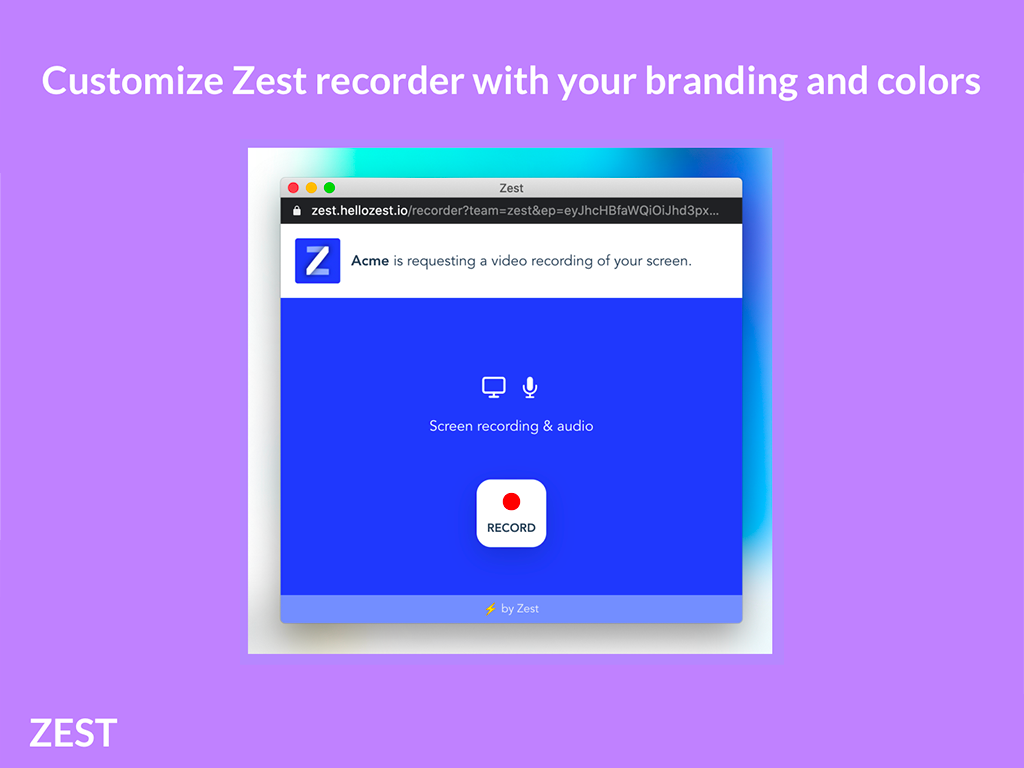 Customize Zest recorder with your branding and colors
Zest
zest.hellozest.io/recorder?team=zest&ep=eyJhcHBfaWQiOiJhd3px...
Z
Acme is requesting a video recording of your screen.
Screen recording & audio
RECORD
⚡ by Zest
ZEST